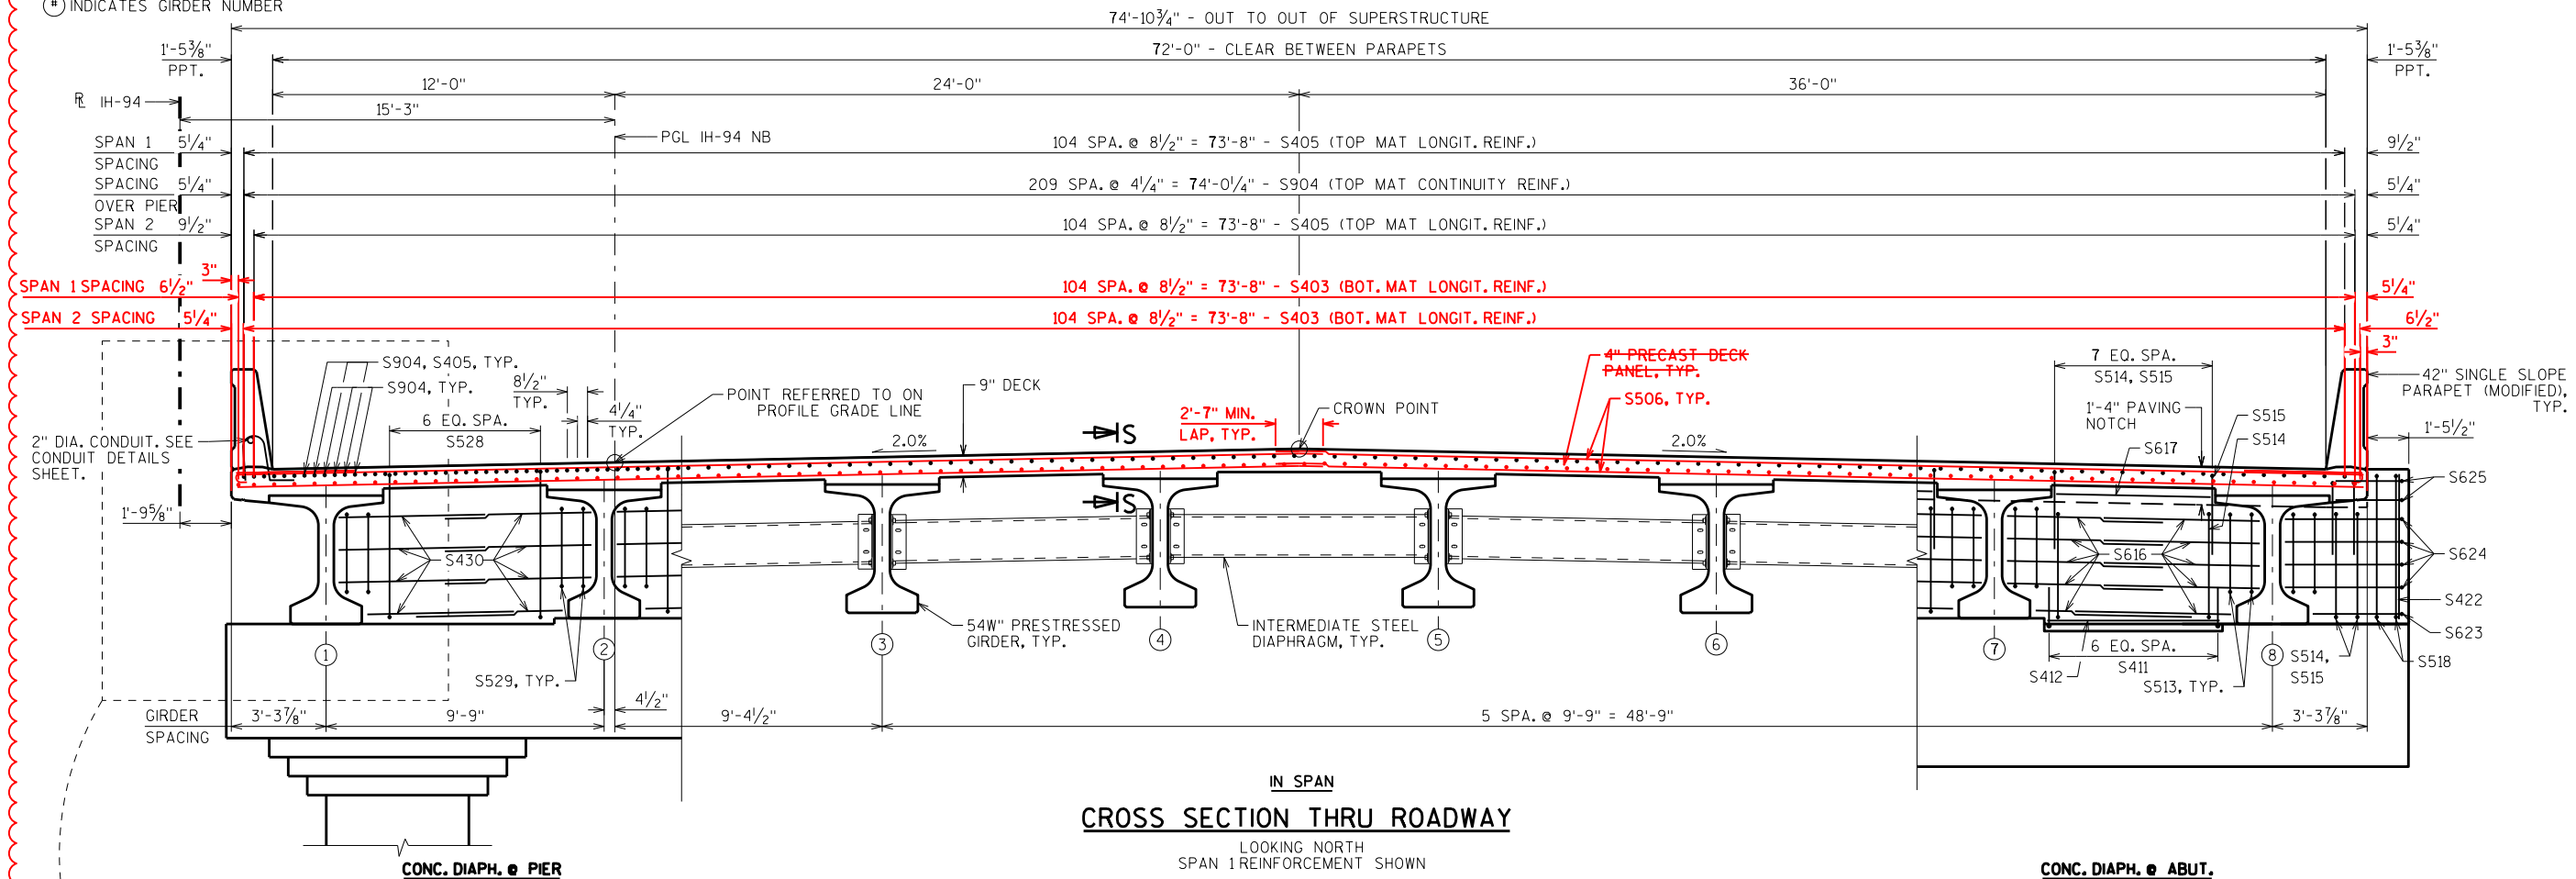 # INDICATES GIRDER NUMBER
74'-10¾" - OUT TO OUT OF SUPERSTRUCTURE
1'-5⅜"
PPT.
72'-0" - CLEAR BETWEEN PARAPETS
1'-5⅜"
PPT.
12'-0"
24'-0"
36'-0"
R IH-94
15'-3"
PGL IH-94 NB
SPAN 1 5¼"
SPACING
104 SPA. @ 8½" = 73'-8" - S405 (TOP MAT LONGIT. REINF.)
9½"
SPACING 5¼"
OVER PIER
209 SPA. @ 4¼" = 74'-0¼" - S904 (TOP MAT CONTINUITY REINF.)
5¼"
SPAN 2 9½"
SPACING
104 SPA. @ 8½" = 73'-8" - S405 (TOP MAT LONGIT. REINF.)
5¼"
3"
SPAN 1 SPACING 6½"
104 SPA. @ 8½" = 73'-8" - S403 (BOT. MAT LONGIT. REINF.)
5¼"
SPAN 2 SPACING 5¼"
104 SPA. @ 8½" = 73'-8" - S403 (BOT. MAT LONGIT. REINF.)
6½"
3"
S904, S405, TYP.
S904, TYP.
8½"
TYP.
4¼"
TYP.
6 EQ. SPA.
S528
POINT REFERRED TO ON
PROFILE GRADE LINE
9" DECK
4" PRECAST DECK
PANEL, TYP.
S506, TYP.
2'-7" MIN.
LAP, TYP.
CROWN POINT
7 EQ. SPA.
S514, S515
1'-4" PAVING
NOTCH
42" SINGLE SLOPE
PARAPET (MODIFIED),
TYP.
S515
S514
S617
1'-5½"
2" DIA. CONDUIT. SEE
CONDUIT DETAILS
SHEET.
2.0%
S
2.0%
S
1'-9⅝"
S430
S616
S625
S624
S422
S623
S518
54W" PRESTRESSED
GIRDER, TYP.
INTERMEDIATE STEEL
DIAPHRAGM, TYP.
1
2
3
4
5
6
7
8
S529, TYP.
6 EQ. SPA.
S411
S412
S513, TYP.
S514,
S515
4½"
GIRDER
SPACING
3'-3⅞"
9'-9"
9'-4½"
5 SPA. @ 9'-9" = 48'-9"
3'-3⅞"
IN SPAN
CROSS SECTION THRU ROADWAY
LOOKING NORTH
SPAN 1 REINFORCEMENT SHOWN
CONC. DIAPH. @ PIER
CONC. DIAPH. @ ABUT.